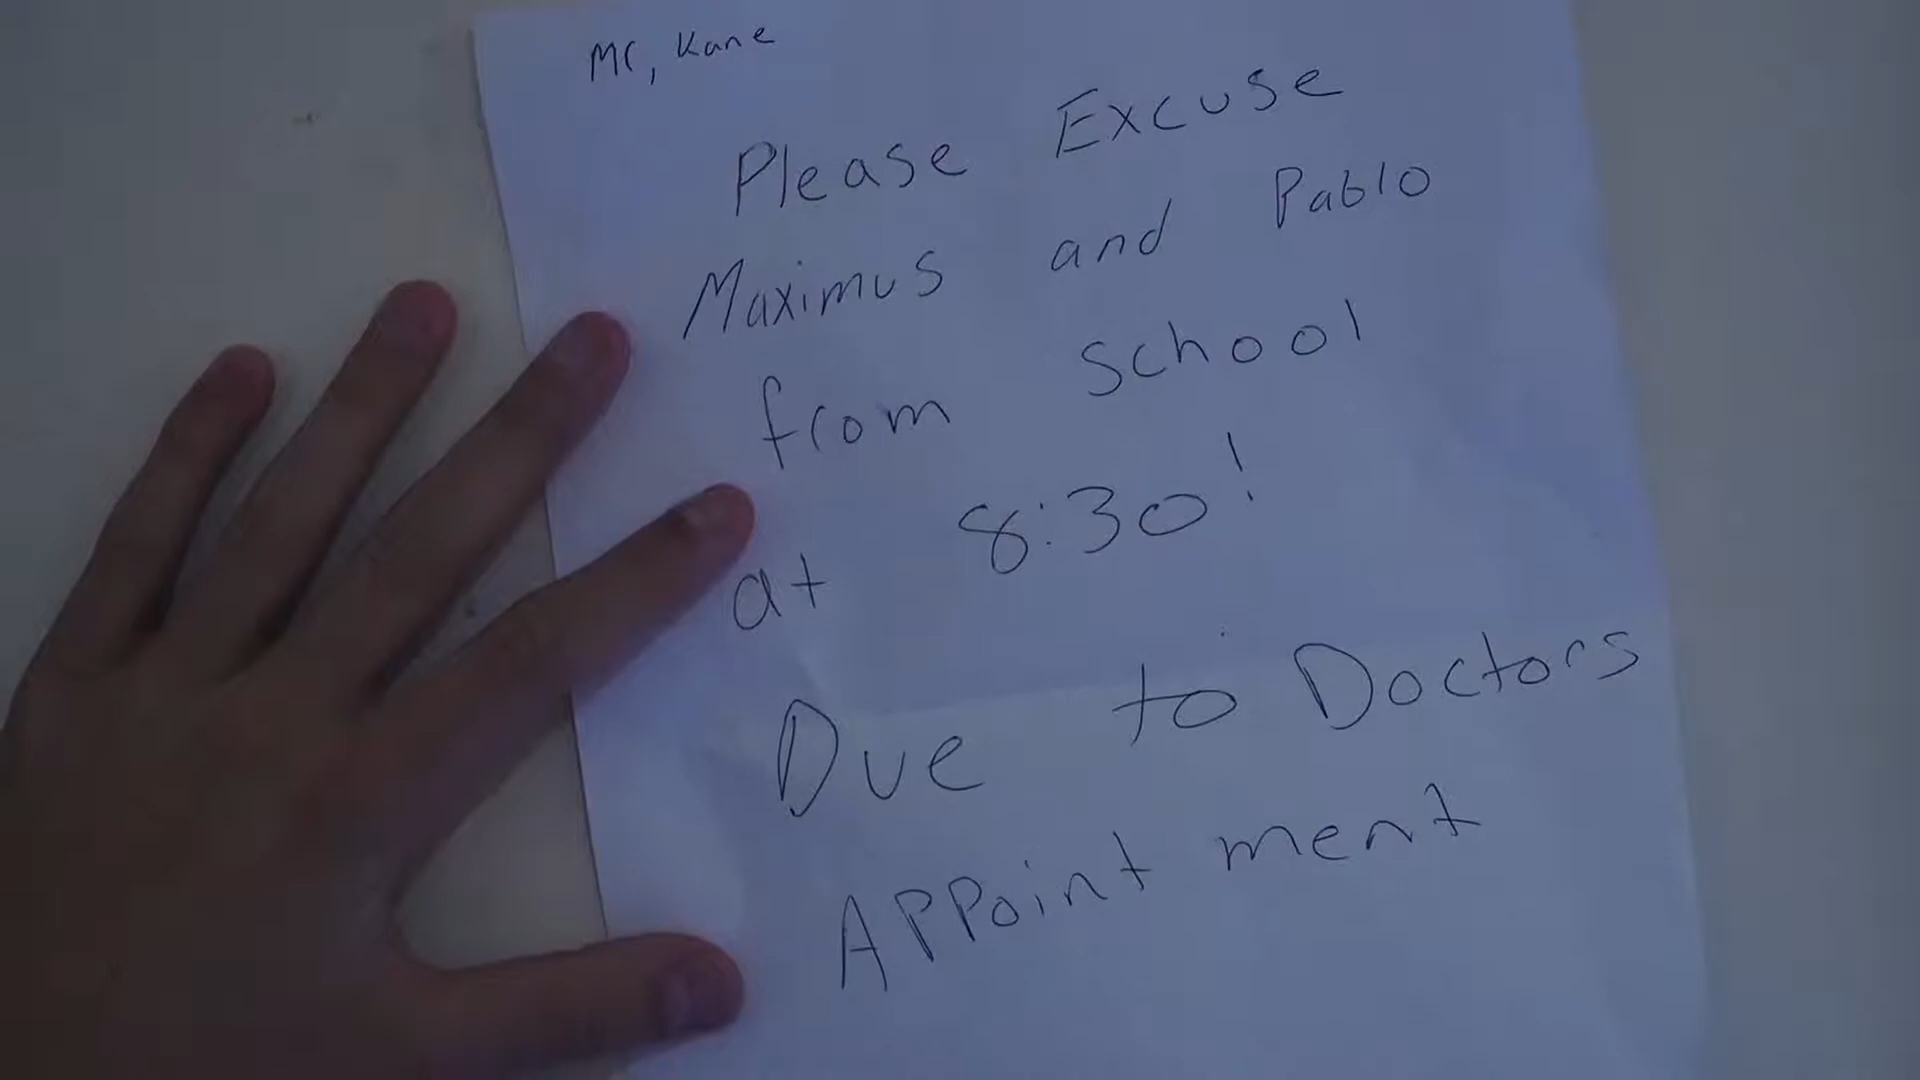 Mr, Kane
Please Excuse
Maximus and Pablo
from School
at 8:30!
Due to Doctors
APPointment